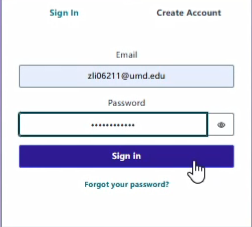 Sign In
Create Account
Email
zli06211@umd.edu
Password
••••••••••••
Sign in
Forgot your password?